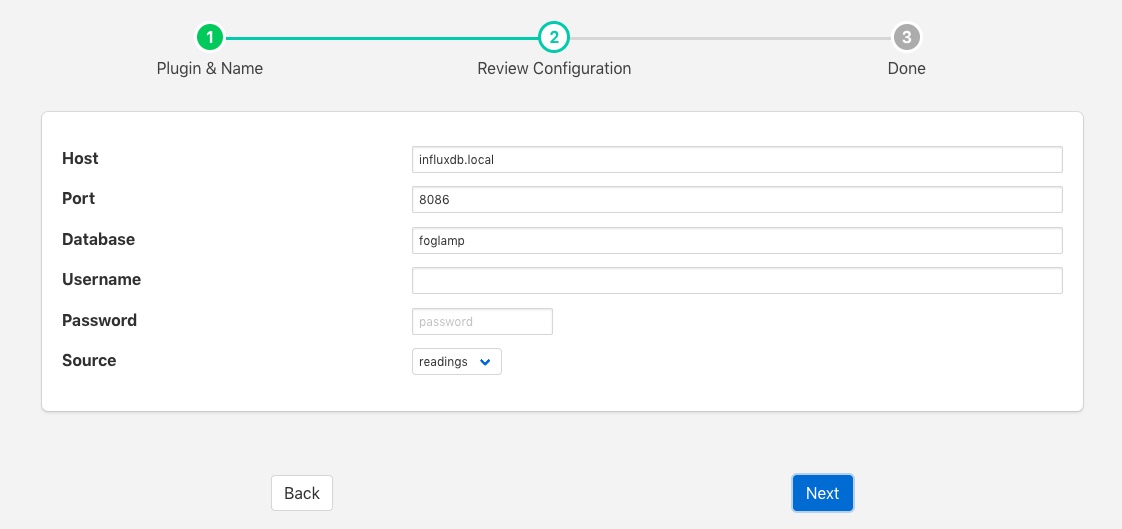 1 2 3
Plugin & Name Review Configuration Done
Host influxdb.local
Port 8086
Database foglamp
Username
Password password
Source readings
Back Next